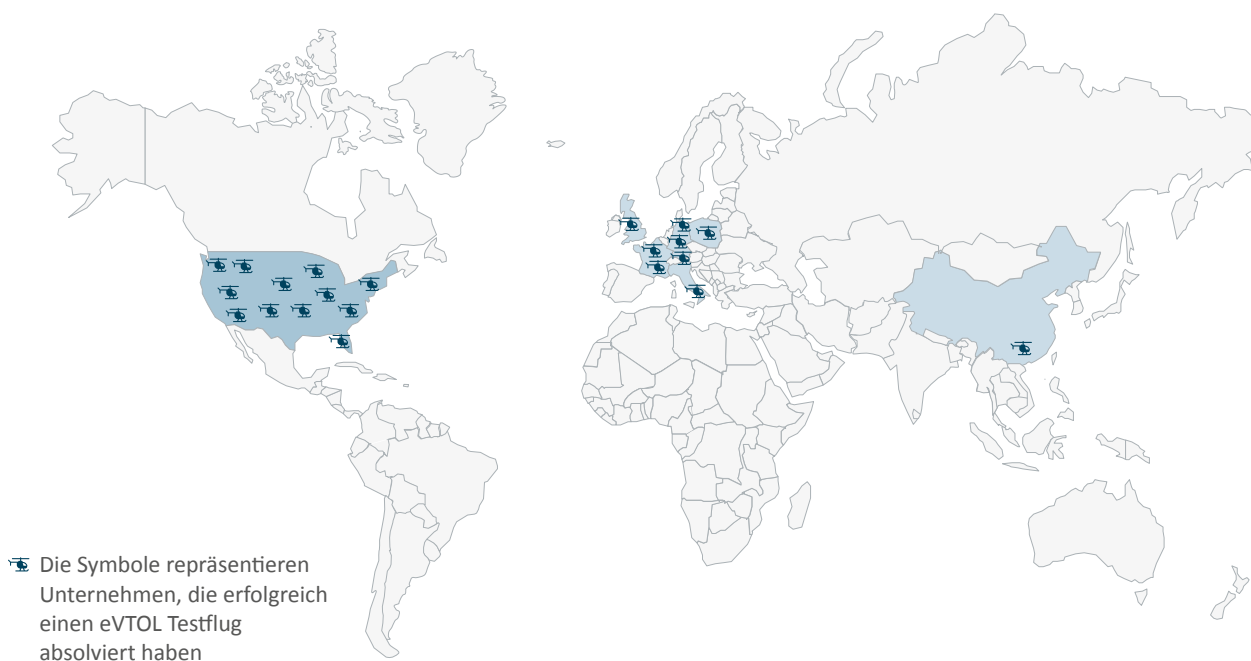 Die Symbole repräsentieren
Unternehmen, die erfolgreich
einen eVTOL Testflug
absolviert haben